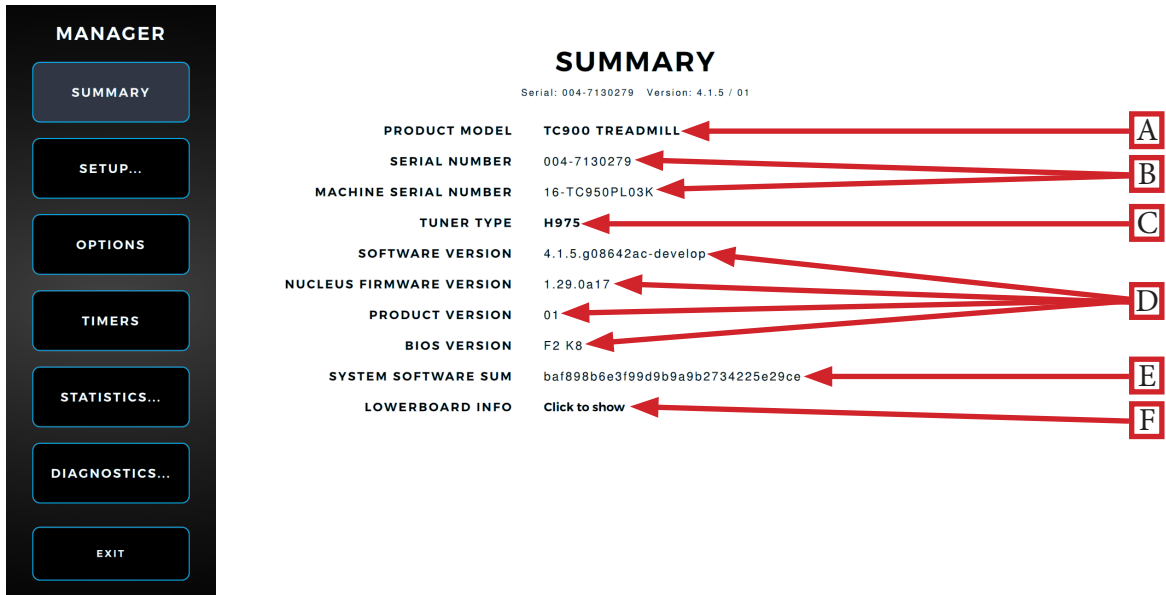 MANAGER
SUMMARY
SETUP...
OPTIONS
TIMERS
STATISTICS...
DIAGNOSTICS...
EXIT
SUMMARY
Serial: 004-7130279 Version: 4.1.5 / 01
PRODUCT MODEL TC900 TREADMILL A
SERIAL NUMBER 004-7130279
B
MACHINE SERIAL NUMBER 16-TC950PL03K
TUNER TYPE H975 C
SOFTWARE VERSION 4.1.5.g08642ac-develop
NUCLEUS FIRMWARE VERSION 1.29.0a17
D
PRODUCT VERSION 01
BIOS VERSION F2 K8
SYSTEM SOFTWARE SUM baf898b6e3f99d9b9a9b2734225e29ce E
LOWERBOARD INFO Click to show F